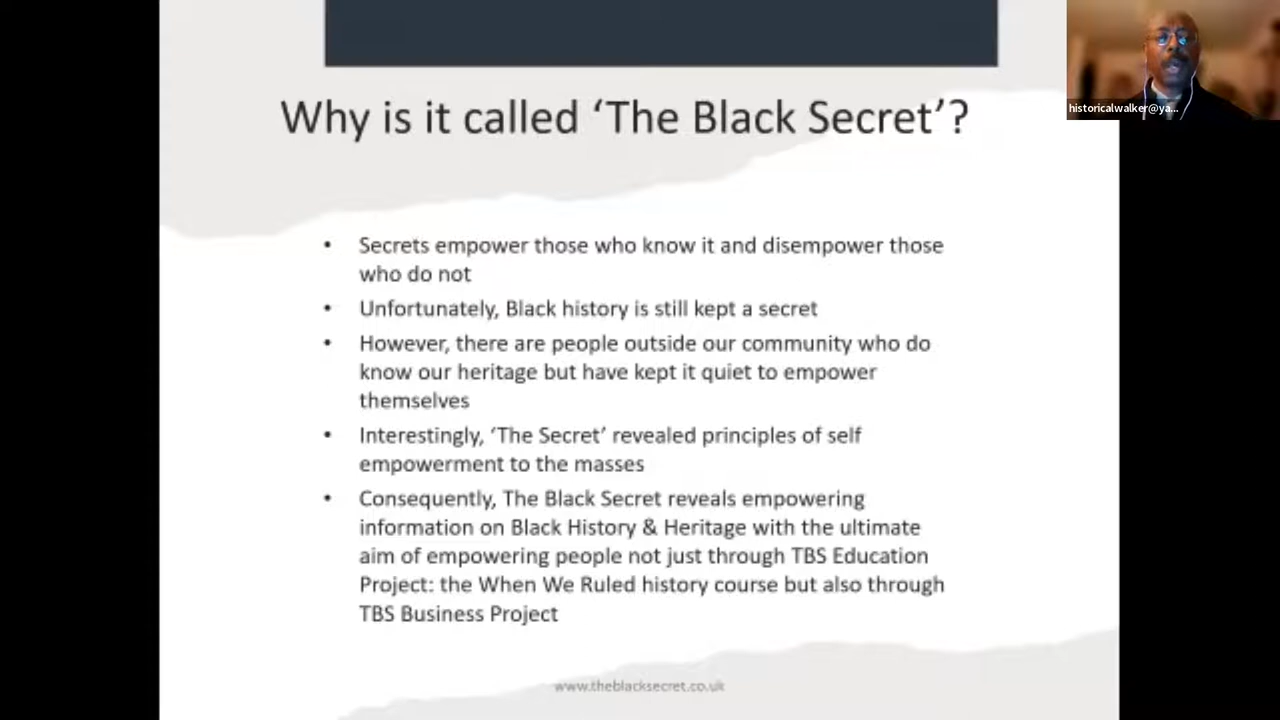 Why is it called ‘The Black Secret’?
historicalwalker@ya...
• Secrets empower those who know it and disempower those
who do not
• Unfortunately, Black history is still kept a secret
• However, there are people outside our community who do
know our heritage but have kept it quiet to empower
themselves
• Interestingly, ‘The Secret’ revealed principles of self
empowerment to the masses
• Consequently, The Black Secret reveals empowering
information on Black History & Heritage with the ultimate
aim of empowering people not just through TBS Education
Project: the When We Ruled history course but also through
TBS Business Project
www.theblacksecret.co.uk